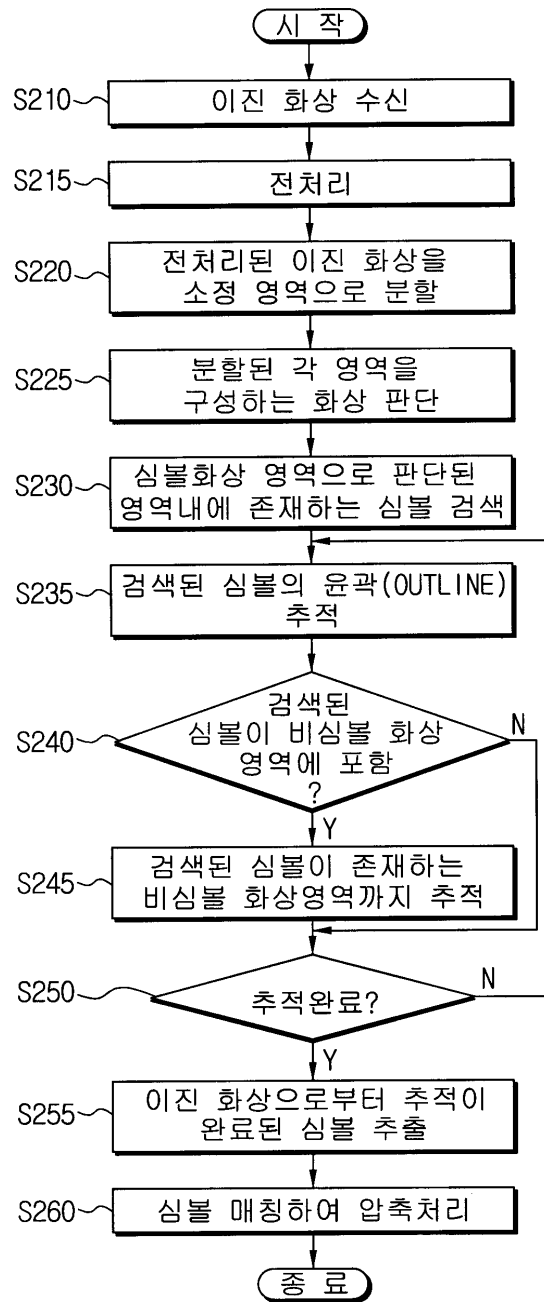 시 작
S210
이진 화상 수신
S215
전처리
S220
전처리된 이진 화상을
소정 영역으로 분할
S225
분할된 각 영역을
구성하는 화상 판단
S230
심볼화상 영역으로 판단된
영역내에 존재하는 심볼 검색
S235
검색된 심볼의 윤곽(OUTLINE)
추적
S240
검색된
심볼이 비심볼 화상
영역에 포함
?
N
Y
S245
검색된 심볼이 존재하는
비심볼 화상영역까지 추적
S250
추적완료?
N
Y
S255
이진 화상으로부터 추적이
완료된 심볼 추출
S260
심볼 매칭하여 압축처리
종 료